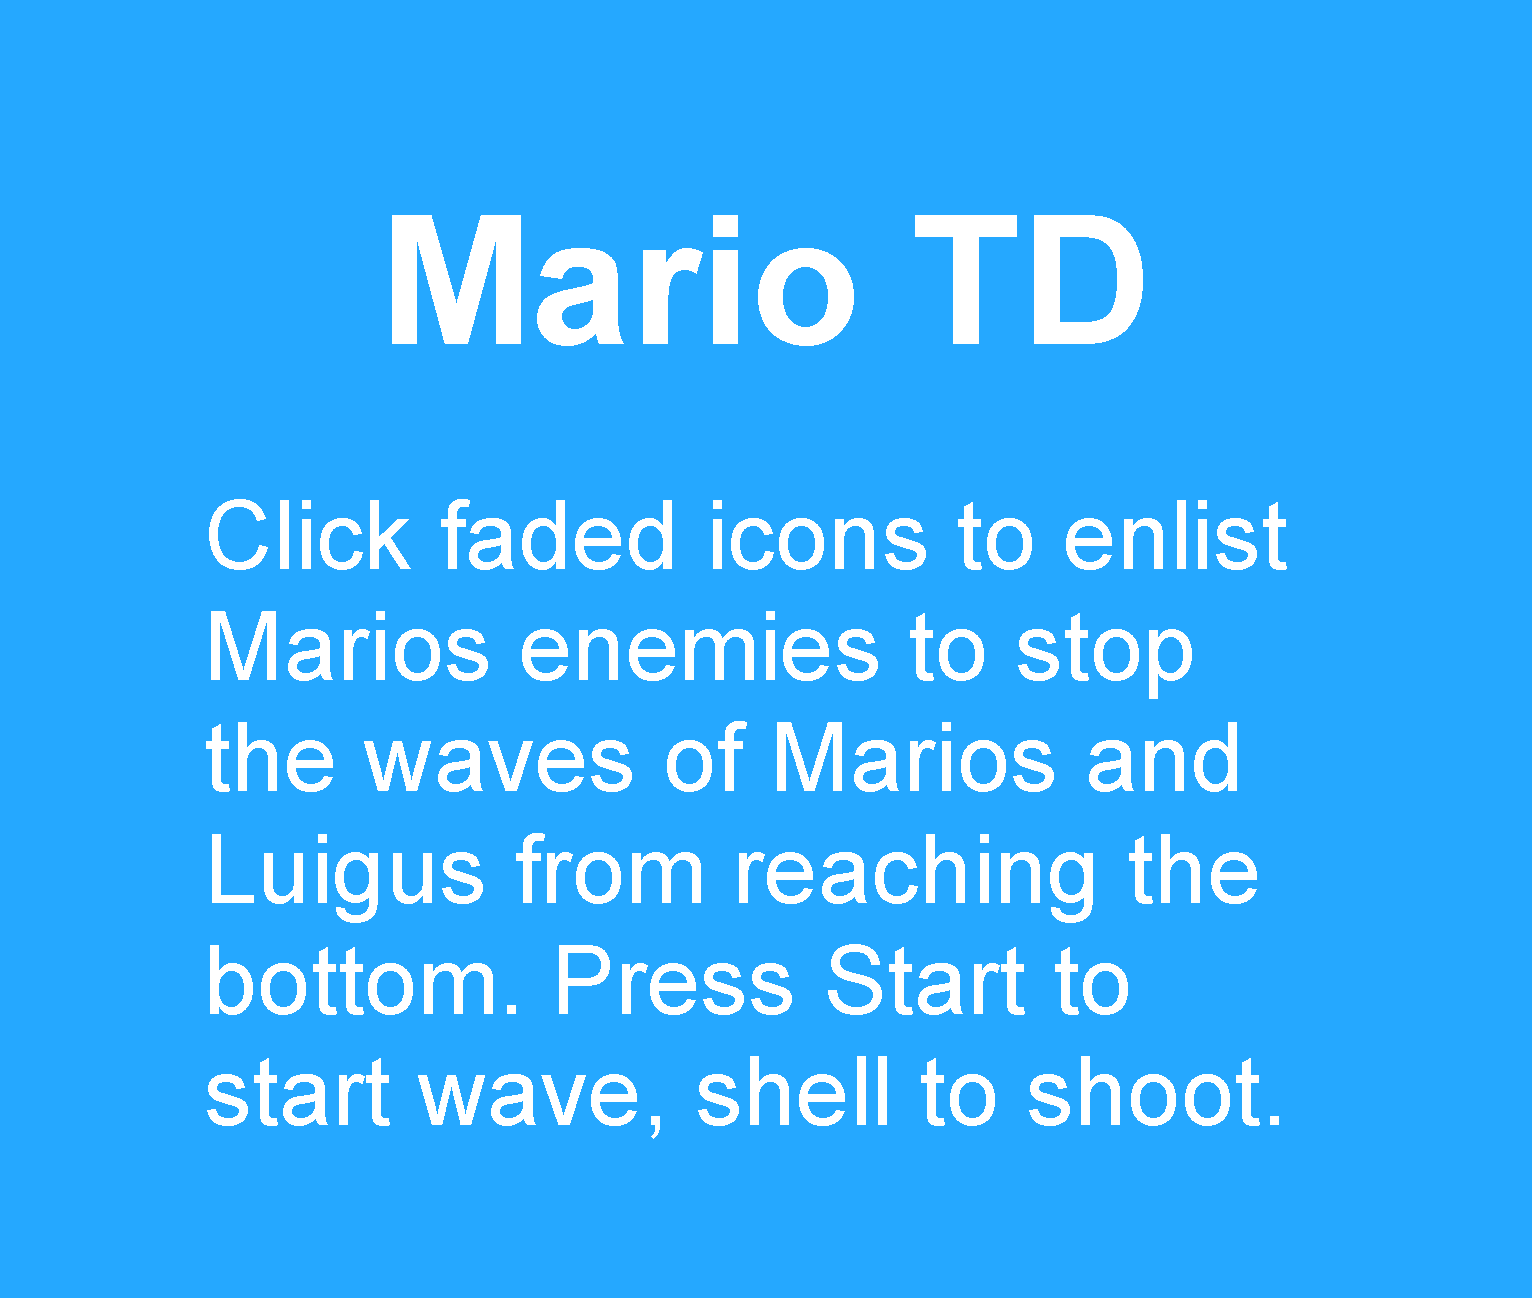 Mario TD
Click faded icons to enlist
Marios enemies to stop
the waves of Marios and
Luigus from reaching the
bottom. Press Start to
start wave, shell to shoot.